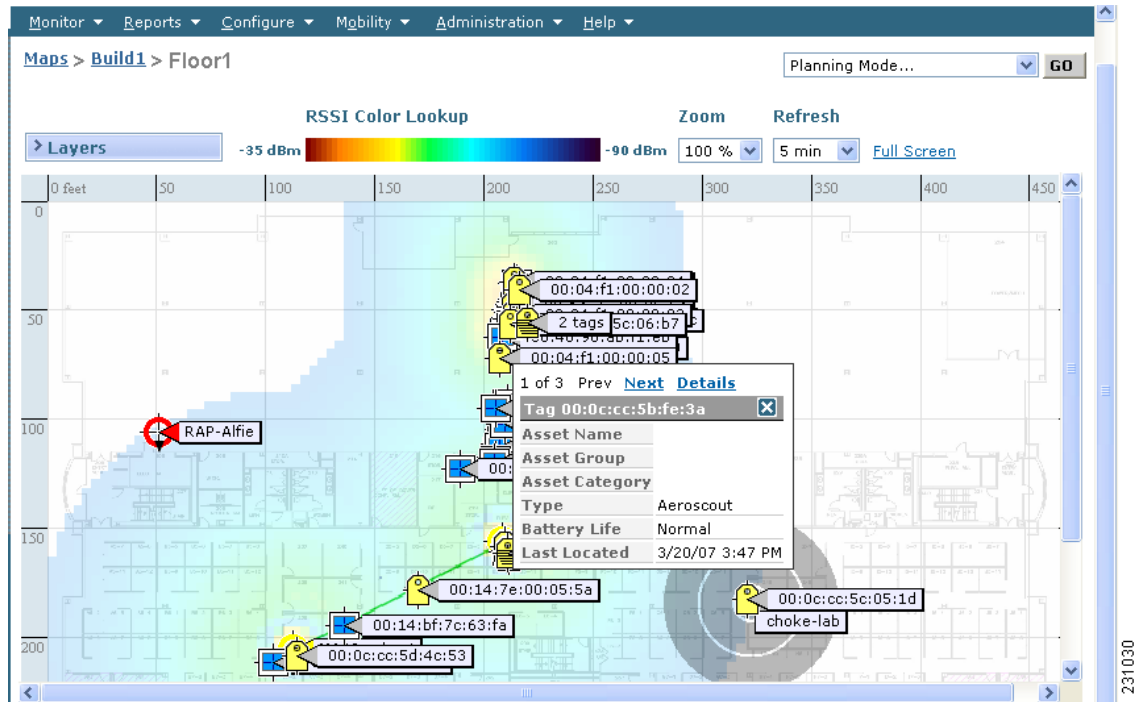 Monitor Reports Configure Mobility Administration Help
Maps > Build1 > Floor1
Planning Mode... GO
RSSI Color Lookup Zoom Refresh
Layers -35 dBm -90 dBm 100 % 5 min Full Screen
0 feet 50 100 150 200 250 300 350 400 450
0
00:04:f1:00:00:02
50
2 tags 5c:06:b7
00:04:f1:00:00:05
1 of 3 Prev Next Details
Tag 00:0c:cc:5b:fe:3a
100
RAP-Alfie
Asset Name
Asset Group
00:
Asset Category
Type Aeroscout
Battery Life Normal
150
Last Located 3/20/07 3:47 PM
00:14:7e:00:05:5a
00:0c:cc:5c:05:1d
choke-lab
00:14:bf:7c:63:fa
200
00:0c:cc:5d:4c:53
231030